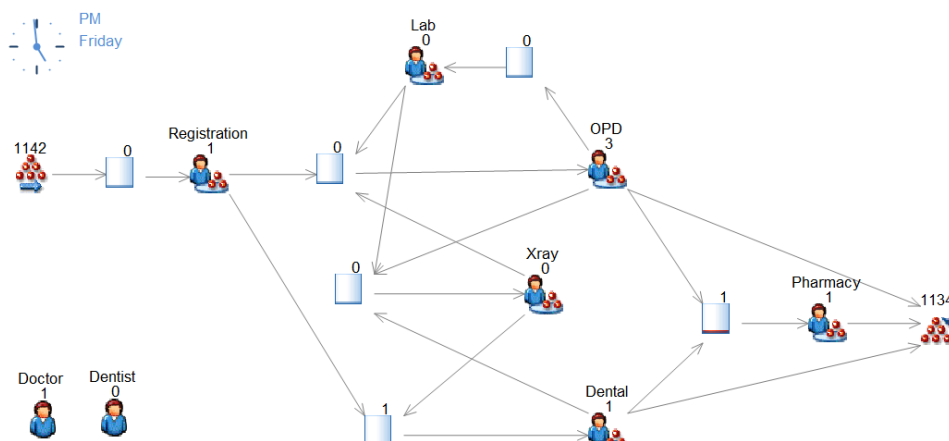 PM
Friday
Lab
0
0
1142
0
Registration
1
0
OPD
3
0
Xray
0
1
Pharmacy
1
1134
Doctor
1
Dentist
0
1
Dental
1